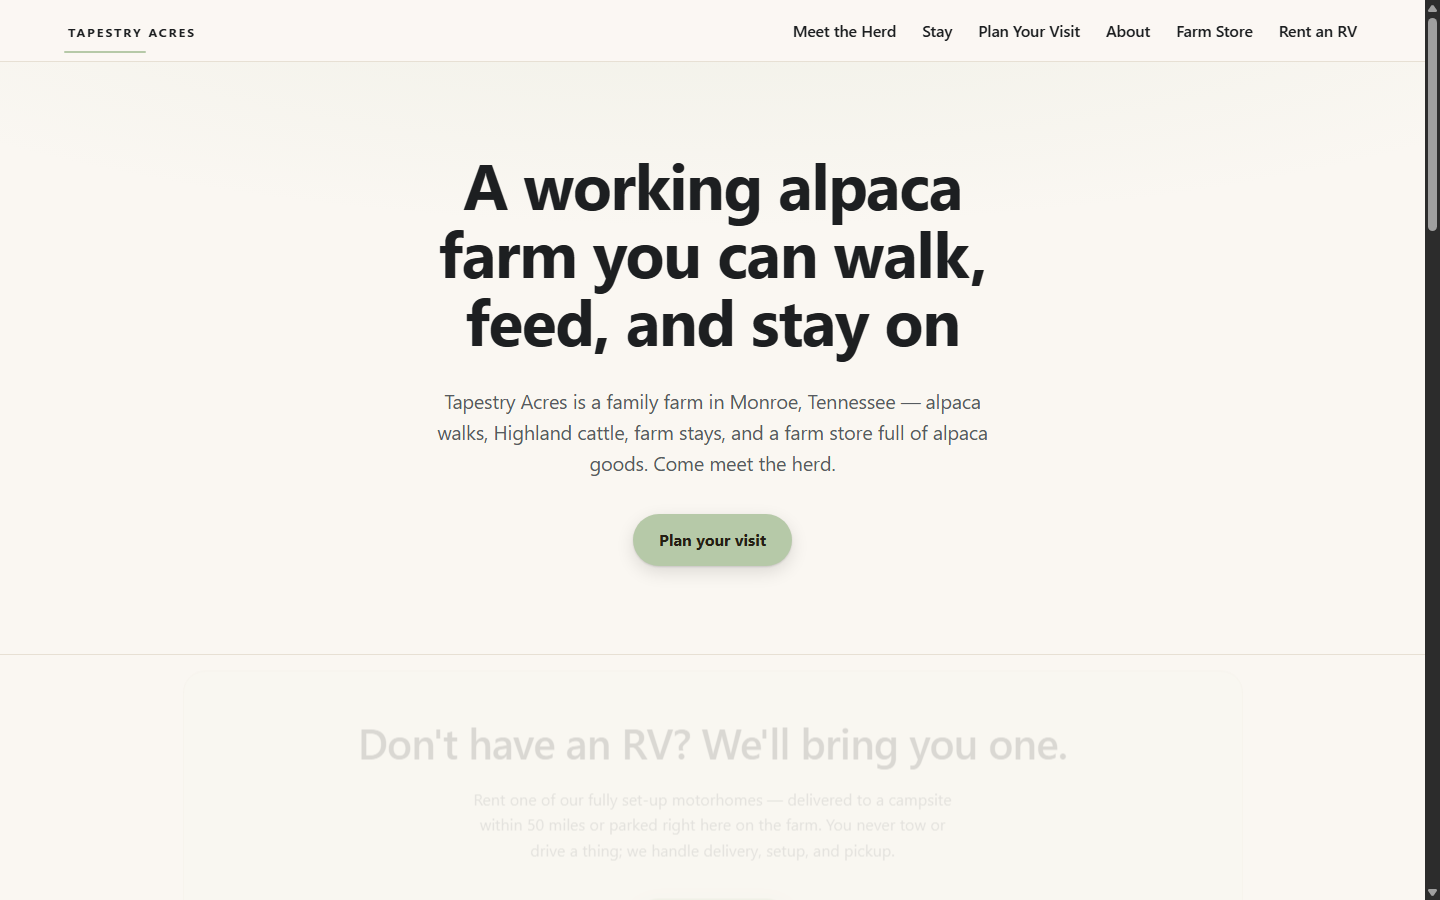 TAPESTRY ACRES
Meet the Herd Stay Plan Your Visit About Farm Store Rent an RV
A working alpaca
farm you can walk,
feed, and stay on
Tapestry Acres is a family farm in Monroe, Tennessee — alpaca
walks, Highland cattle, farm stays, and a farm store full of alpaca
goods. Come meet the herd.
Plan your visit
Don't have an RV? We'll bring you one.
Rent one of our fully set-up motorhomes — delivered to a campsite
within 50 miles or parked right here on the farm. You never tow or
drive a thing; we handle delivery, setup, and pickup.